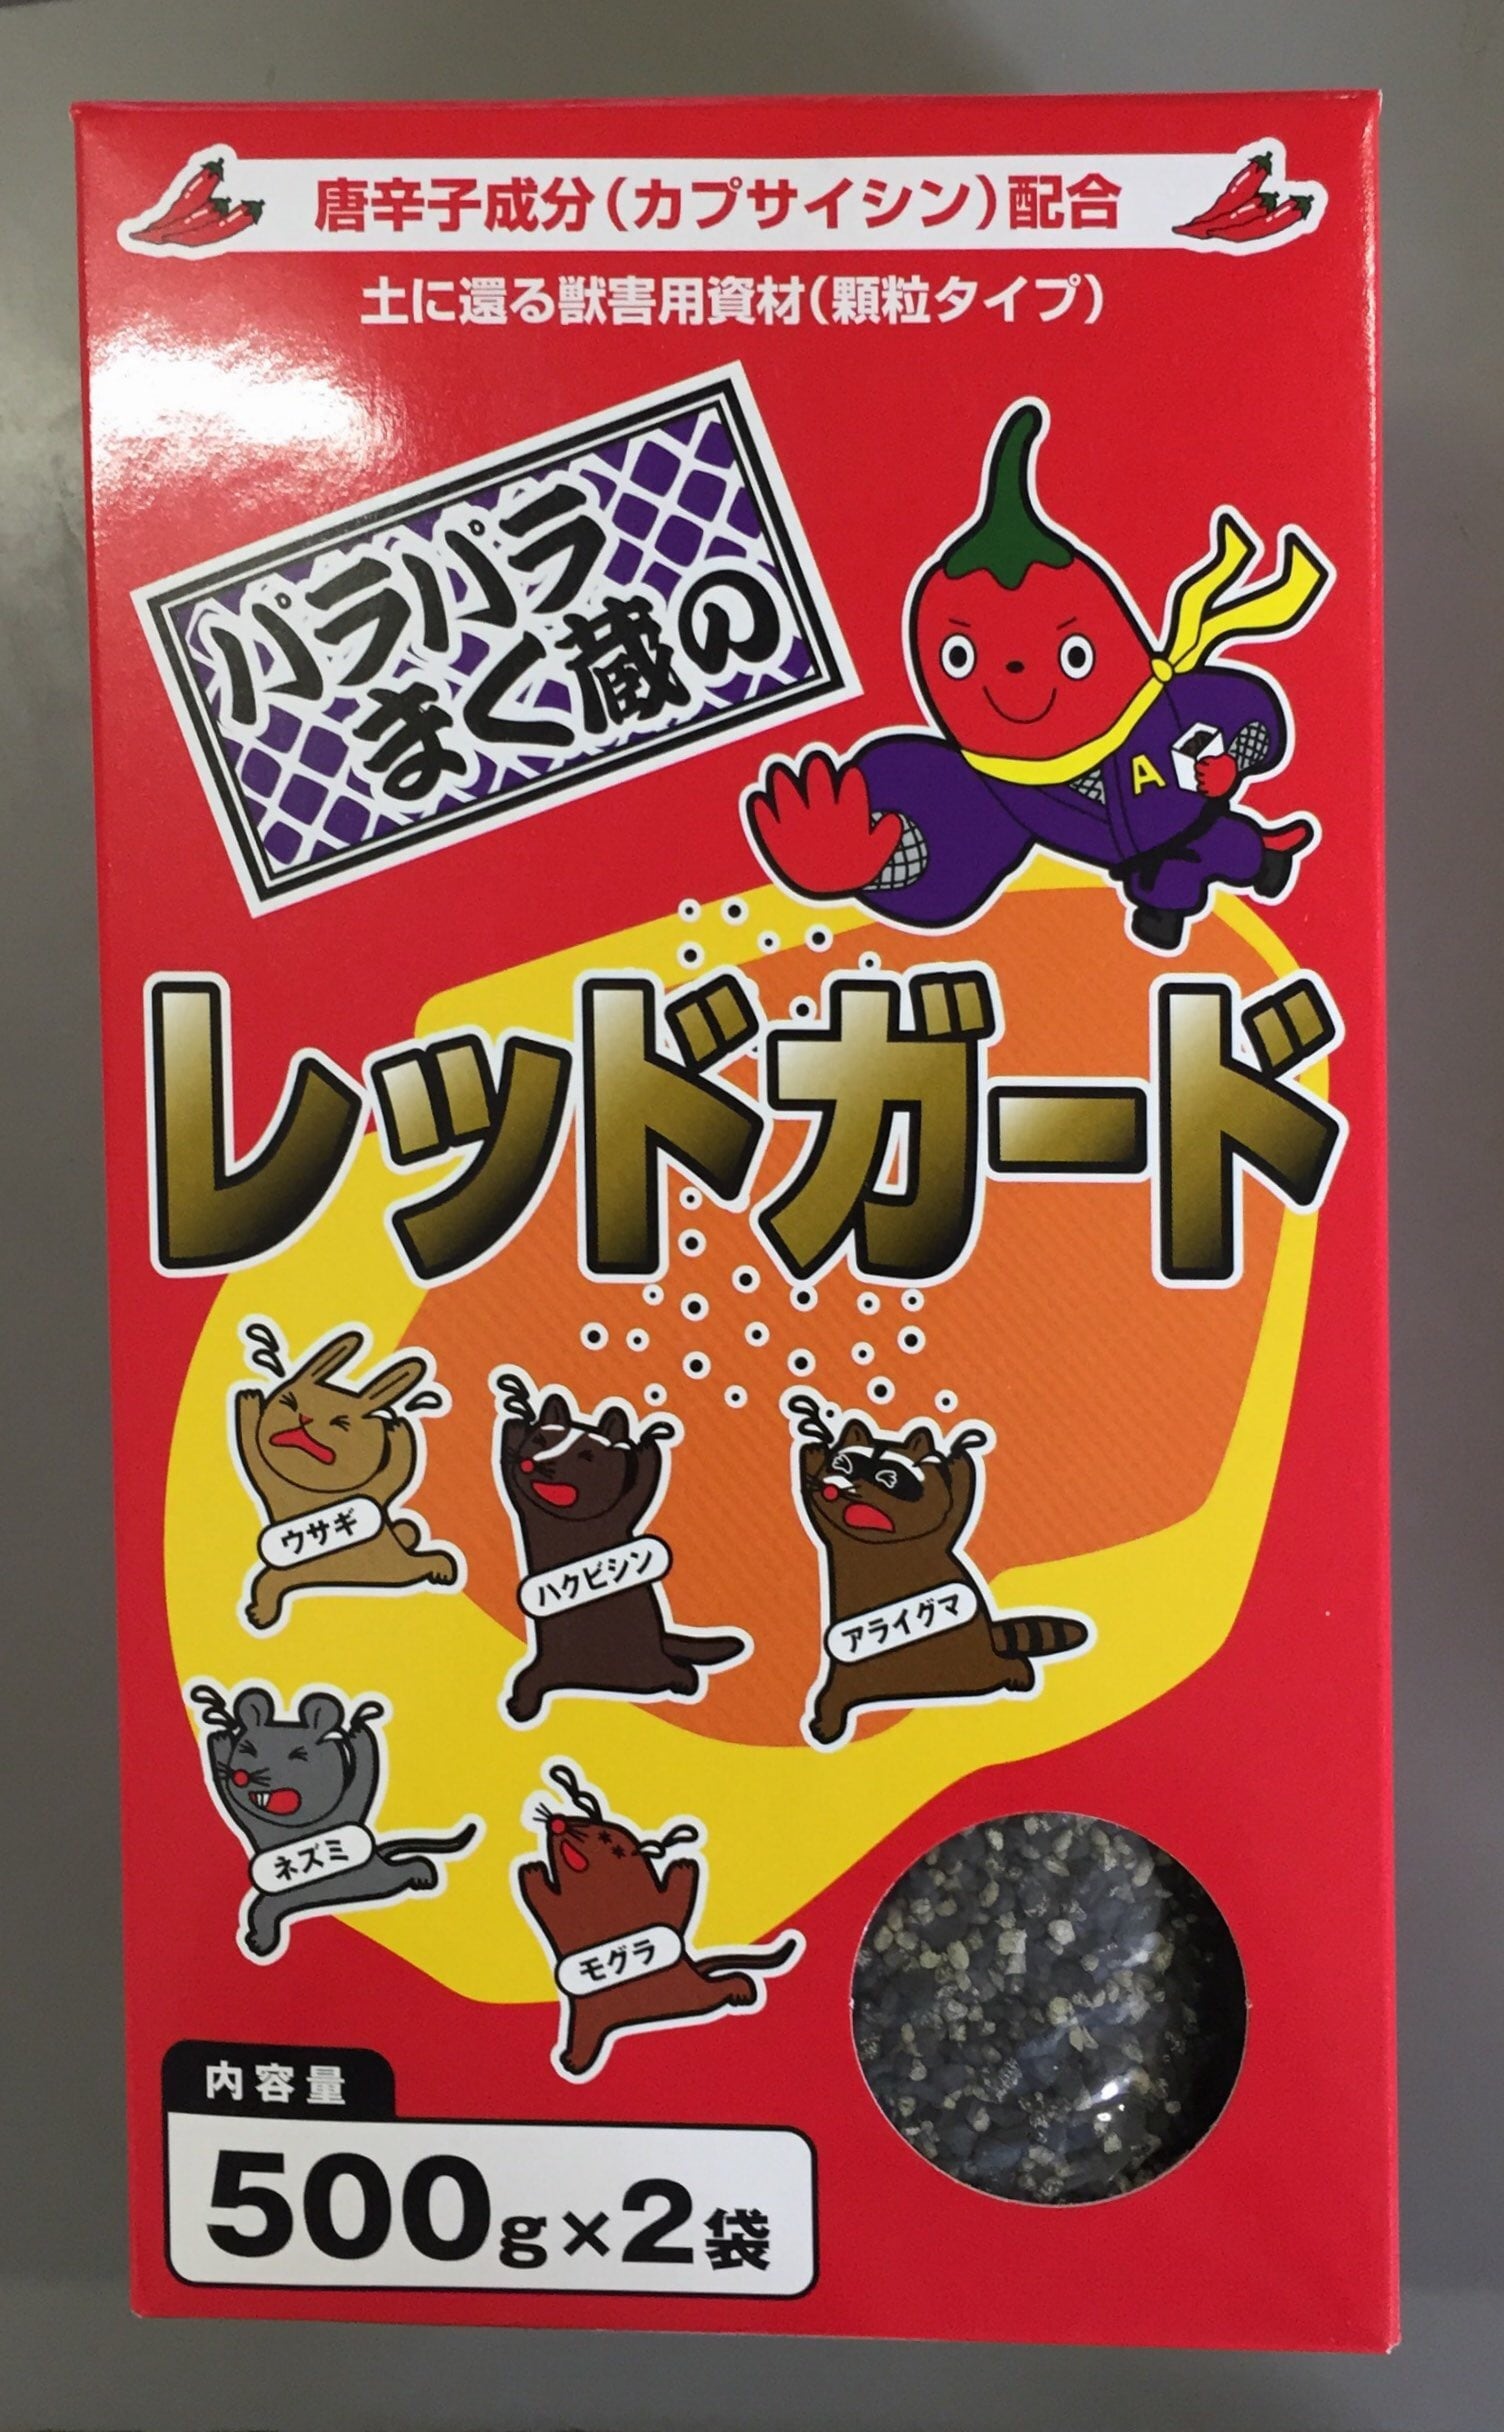 唐辛子成分(カプサイシン)配合
土に還る獣害用資材(顆粒タイプ)
パラパラ
まく蔵の
A
レッドガード
ウサギ
ハクビシン
アライグマ
ネズミ
モグラ
内容量
500g×2袋